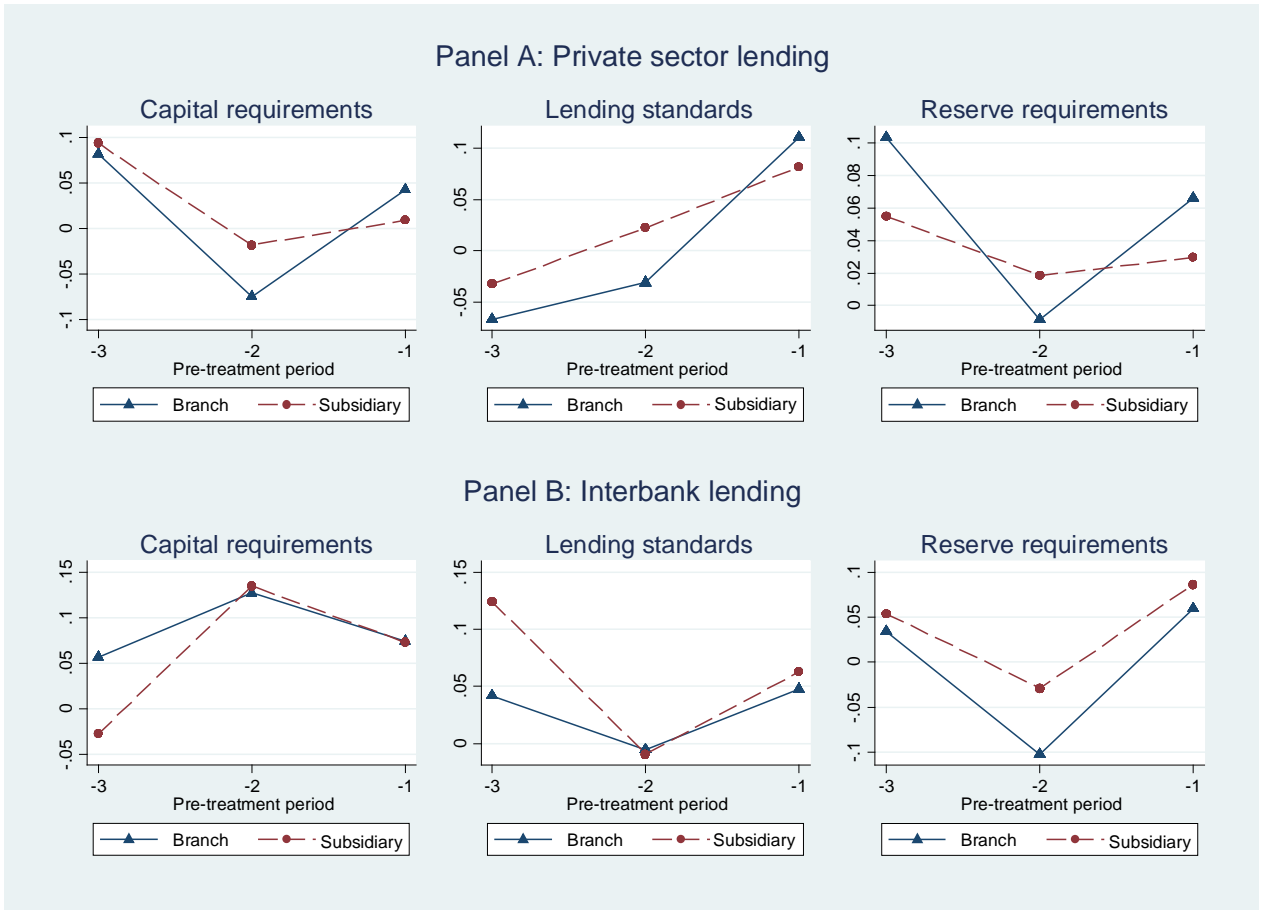 Panel A: Private sector lending
Capital requirements
.1
.05
0
-.05
-.1
-3
-2
-1
Pre-treatment period
Branch
Subsidiary
Lending standards
.1
.05
0
-.05
-3
-2
-1
Pre-treatment period
Branch
Subsidiary
Reserve requirements
.1
.08
.06
.04
.02
0
-3
-2
-1
Pre-treatment period
Branch
Subsidiary
Panel B: Interbank lending
Capital requirements
.15
.1
.05
0
-.05
-3
-2
-1
Pre-treatment period
Branch
Subsidiary
Lending standards
.15
.1
.05
0
-3
-2
-1
Pre-treatment period
Branch
Subsidiary
Reserve requirements
.1
.05
0
-.05
-.1
-3
-2
-1
Pre-treatment period
Branch
Subsidiary